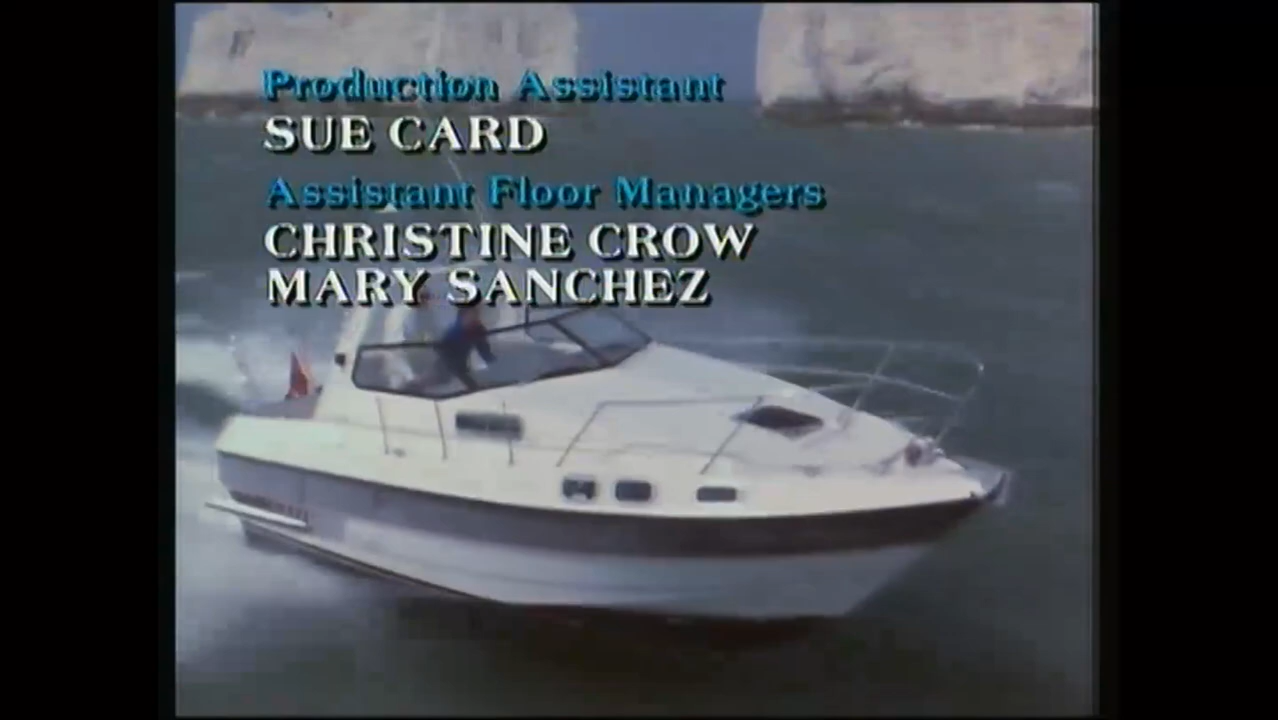 Production Assistant
SUE CARD
Assistant Floor Managers
CHRISTINE CROW
MARY SANCHEZ